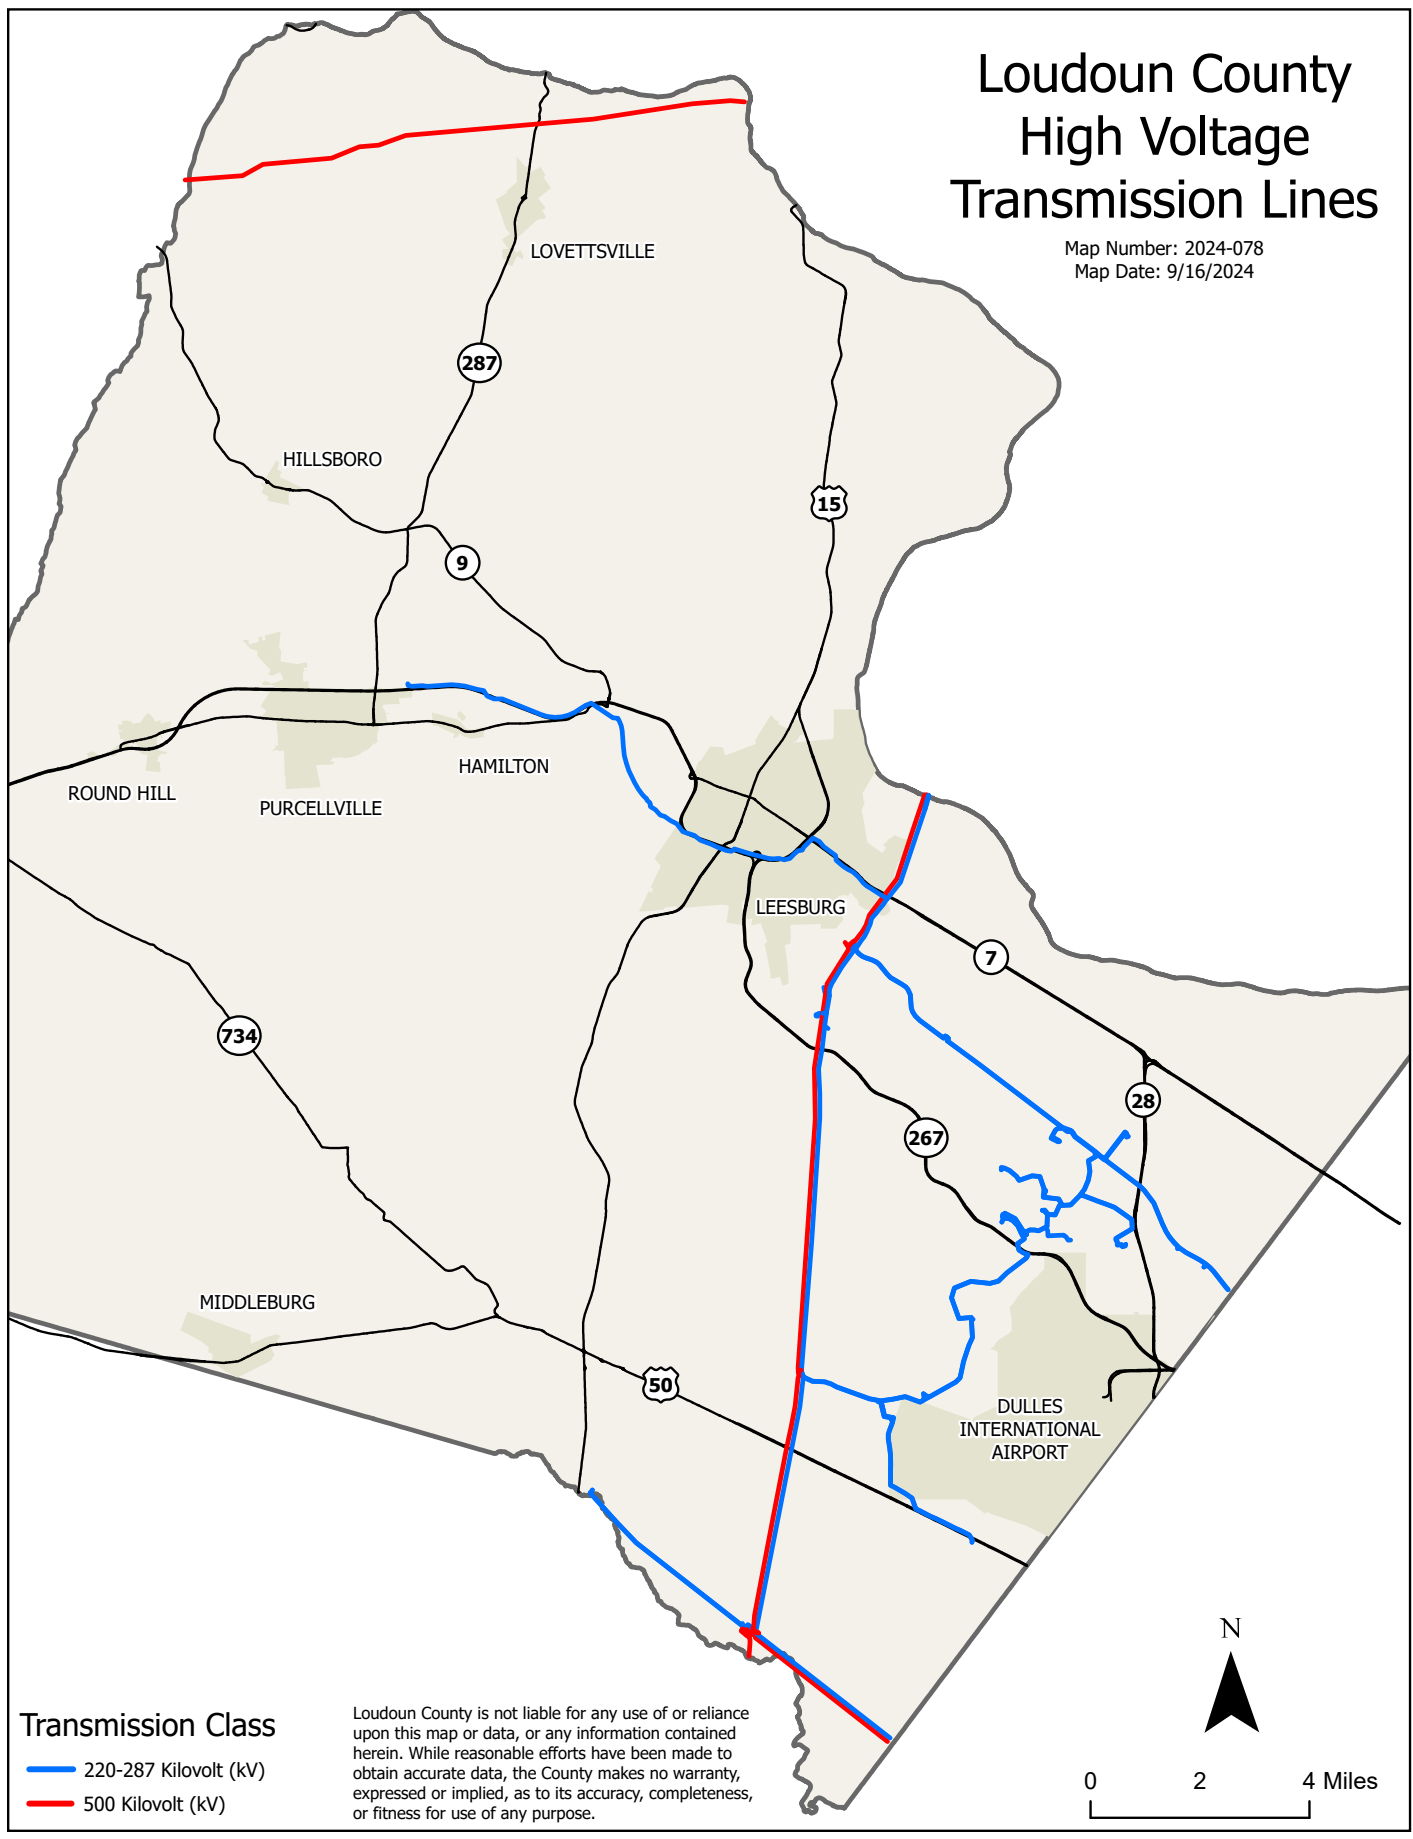 Loudoun County
High Voltage
Transmission Lines
Map Number: 2024-078
Map Date: 9/16/2024
LOVETTSVILLE
287
HILLSBORO
15
9
HAMILTON
ROUND HILL
PURCELLVILLE
LEESBURG
7
734
28
267
MIDDLEBURG
50
DULLES
INTERNATIONAL
AIRPORT
N
Transmission Class
220-287 Kilovolt (kV)
500 Kilovolt (kV)
Loudoun County is not liable for any use of or reliance
upon this map or data, or any information contained
herein. While reasonable efforts have been made to
obtain accurate data, the County makes no warranty,
expressed or implied, as to its accuracy, completeness,
or fitness for use of any purpose.
0 2 4 Miles